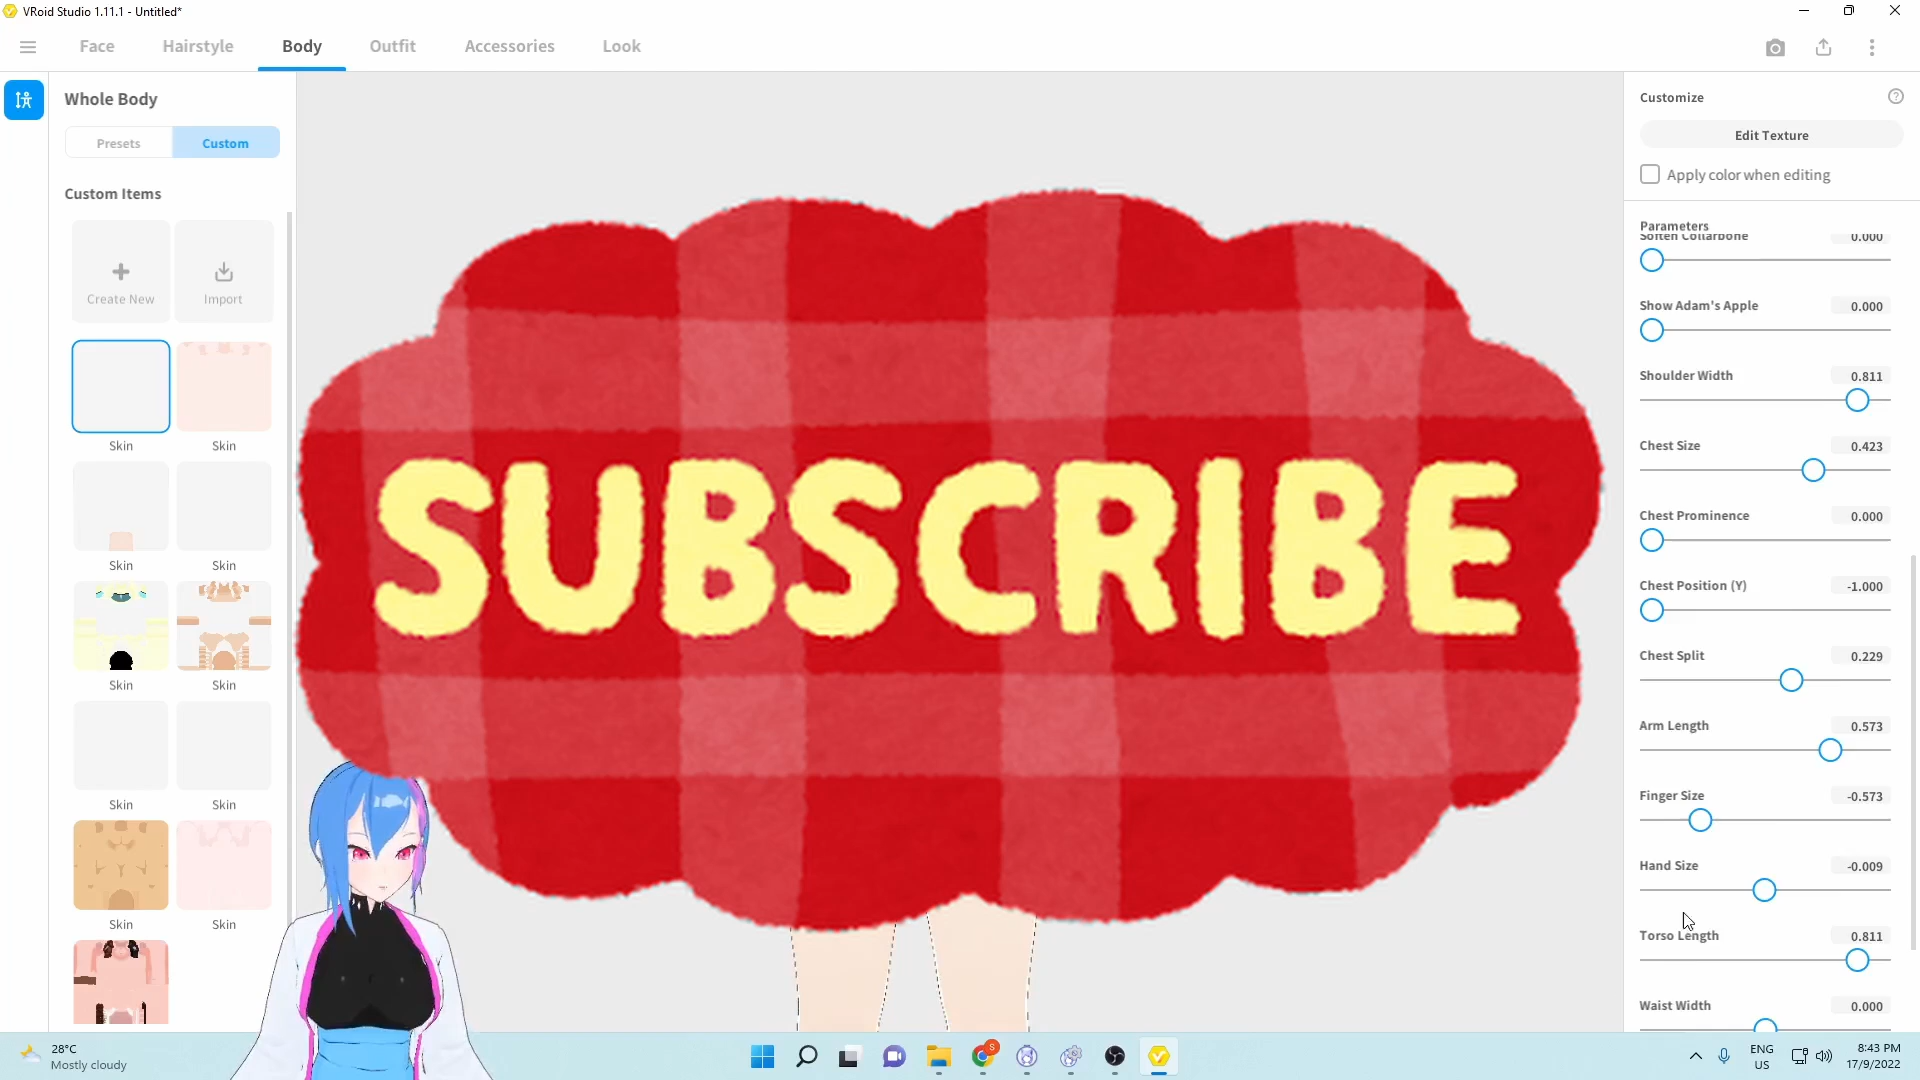 VRoid Studio 1.11.1 - Untitled*
Face Hairstyle Body Outfit Accessories Look
Whole Body
Presets Custom
Custom Items
Create New Import
Skin Skin
Skin Skin
Skin Skin
Skin Skin
Skin Skin
SUBSCRIBE
Customize
Edit Texture
Apply color when editing
Parameters
Soften Collarbone 0.000
Show Adam's Apple 0.000
Shoulder Width 0.811
Chest Size 0.423
Chest Prominence 0.000
Chest Position (Y) -1.000
Chest Split 0.229
Arm Length 0.573
Finger Size -0.573
Hand Size -0.009
Torso Length 0.811
Waist Width 0.000
28°C
Mostly cloudy
S
ENG
US
8:43 PM
17/9/2022